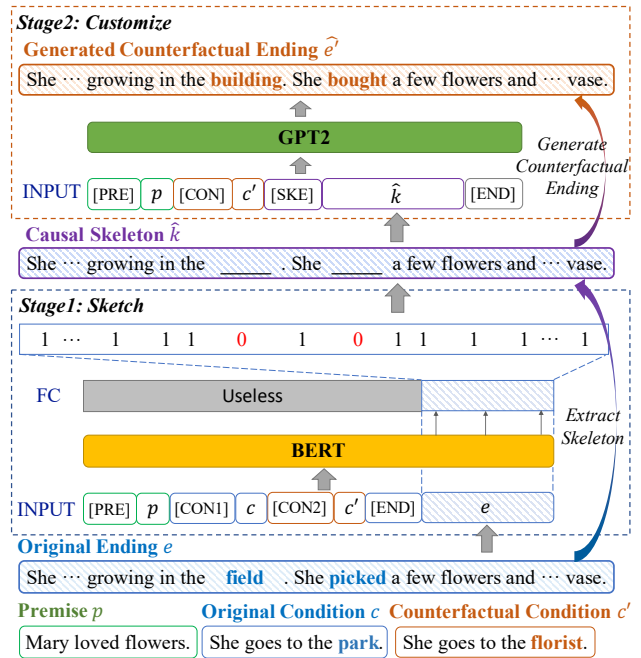 Stage2: Customize
Generated Counterfactual Ending ê′
She ··· growing in the building. She bought a few flowers and ··· vase.
GPT2
Generate
Counterfactual
Ending
INPUT [PRE] p [CON] c′ [SKE] k̂ [END]
Causal Skeleton k̂
She ··· growing in the _____ . She _____ a few flowers and ··· vase.
Stage1: Sketch
1 ··· 1 1 1 0 1 0 1 1 1 1 ··· 1
FC Useless
Extract
Skeleton
BERT
INPUT [PRE] p [CON1] c [CON2] c′ [END] e
Original Ending e
She ··· growing in the field . She picked a few flowers and ··· vase.
Premise p Original Condition c Counterfactual Condition c′
Mary loved flowers. She goes to the park. She goes to the florist.